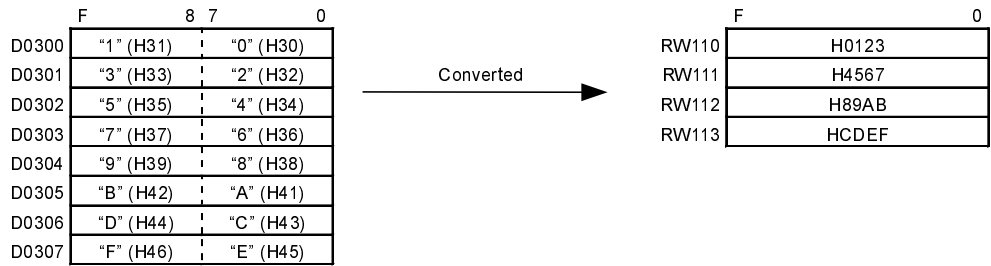 F 8 7 0 F 0
D0300 “1” (H31) “0” (H30) RW110 H0123
D0301 “3” (H33) “2” (H32) Converted RW111 H4567
D0302 “5” (H35) “4” (H34) RW112 H89AB
D0303 “7” (H37) “6” (H36) RW113 HCDEF
D0304 “9” (H39) “8” (H38)
D0305 “B” (H42) “A” (H41)
D0306 “D” (H44) “C” (H43)
D0307 “F” (H46) “E” (H45)